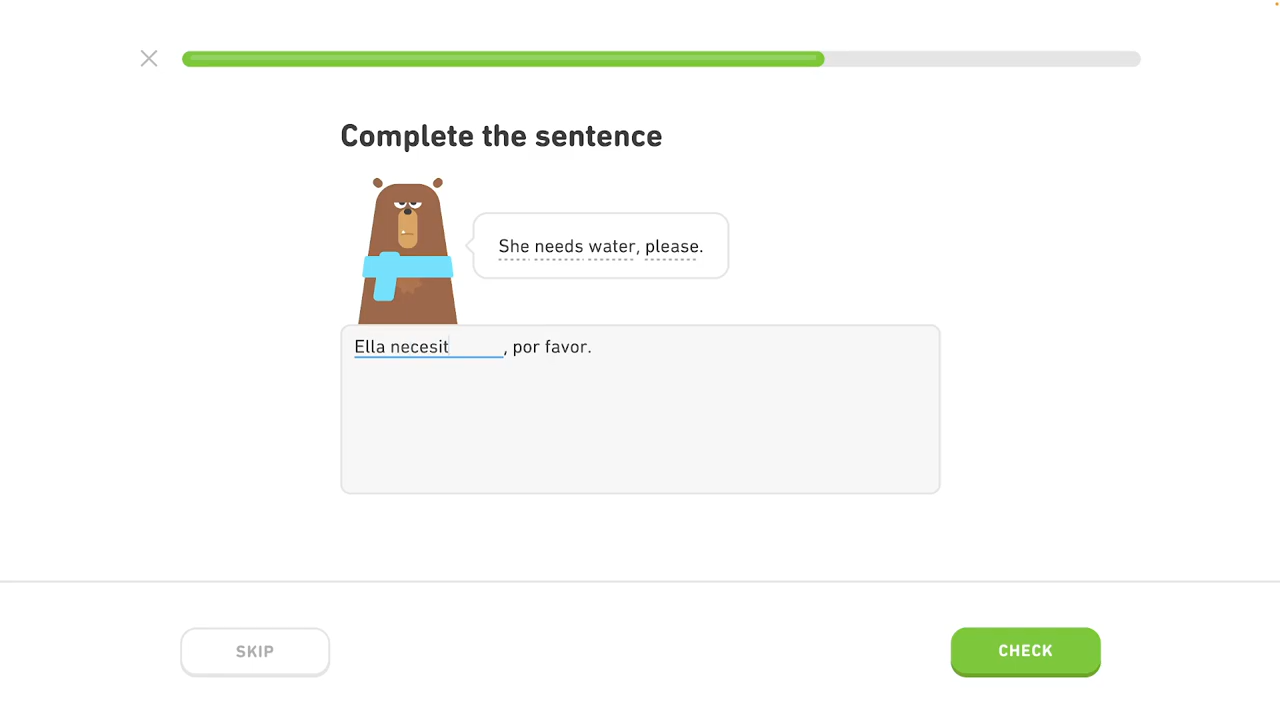 Complete the sentence
She needs water, please.
Ella necesit , por favor.
SKIP
CHECK